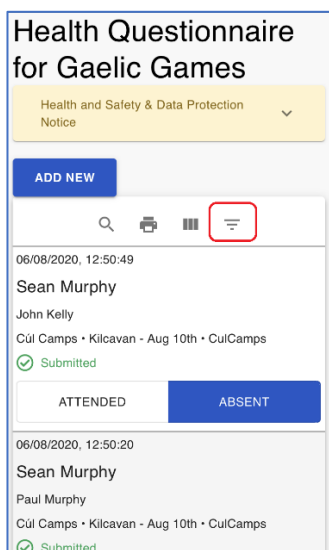 Health Questionnaire
for Gaelic Games
Health and Safety & Data Protection
Notice
ADD NEW
06/08/2020, 12:50:49
Sean Murphy
John Kelly
Cúl Camps • Kilcavan - Aug 10th • CulCamps
Submitted
ATTENDED ABSENT
06/08/2020, 12:50:20
Sean Murphy
Paul Murphy
Cúl Camps • Kilcavan - Aug 10th • CulCamps
Submitted